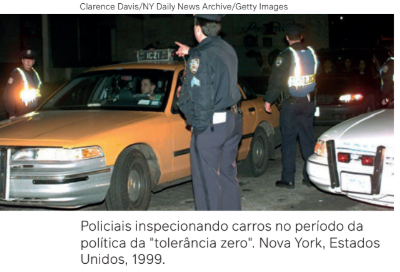 Clarence Davis/NY Daily News Archive/Getty Images
1CZ1
Policiais inspecionando carros no período da
política da "tolerância zero". Nova York, Estados
Unidos, 1999.